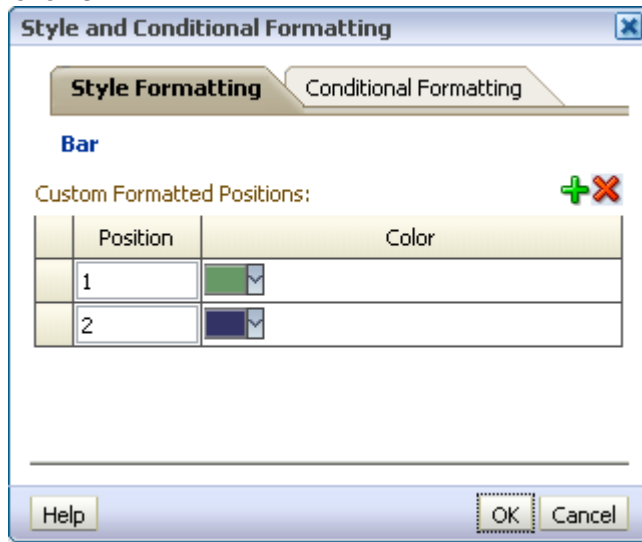 Style and Conditional Formatting
Style Formatting Conditional Formatting
Bar
Custom Formatted Positions:
Position Color
1
2
Help OK Cancel